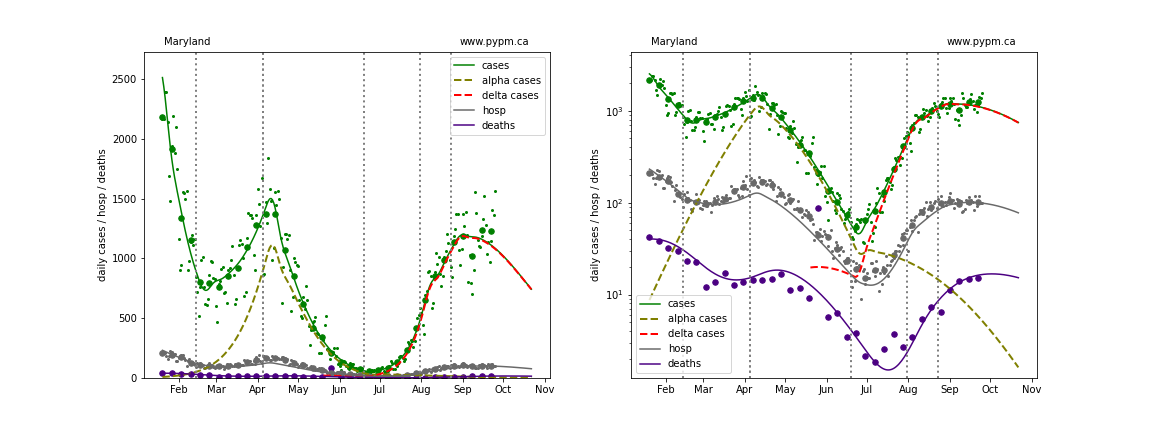 Maryland
www.pypm.ca
daily cases / hosp / deaths
2500
2000
1500
1000
500
0
cases
alpha cases
delta cases
hosp
deaths
Feb Mar Apr May Jun Jul Aug Sep Oct Nov
Maryland
www.pypm.ca
daily cases / hosp / deaths
10³
10²
10¹
cases
alpha cases
delta cases
hosp
deaths
Feb Mar Apr May Jun Jul Aug Sep Oct Nov